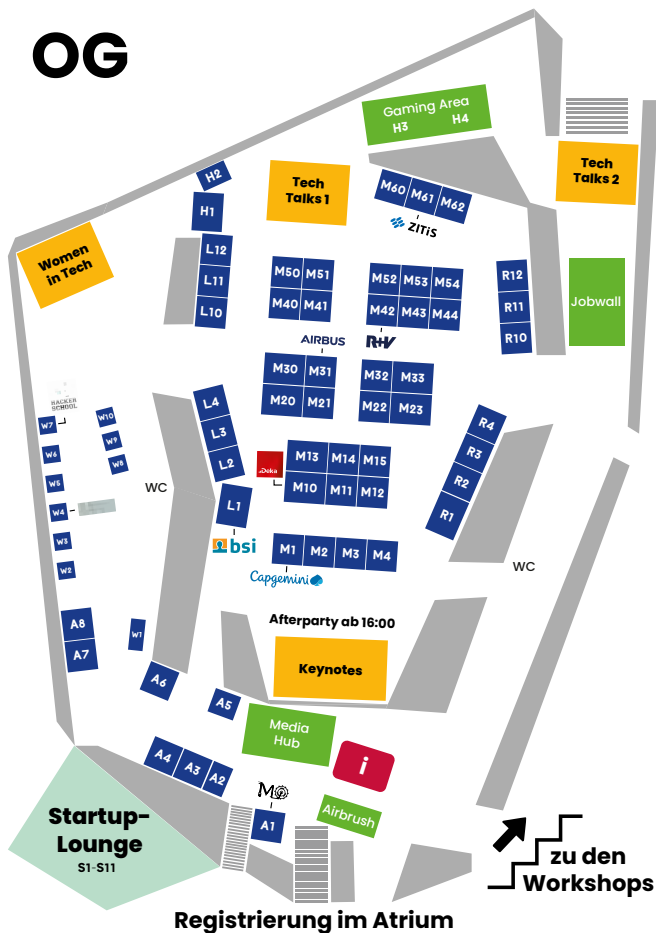 OG
Gaming Area
H3 H4
Tech
Talks 2
H2
Tech
Talks 1
M60 M61 M62
H1
ZITiS
Women
in Tech
L12
L11
L10
M50 M51
M40 M41
M52 M53 M54
M42 M43 M44
R12
R11
R10
Jobwall
AIRBUS
R+V
M30 M31
M20 M21
M32 M33
M22 M23
HACKER
SCHOOL
W7
W6
W5
W4
W3
W2
W10
W9
W8
L4
L3
L2
R4
R3
R2
R1
WC
Deka
M13 M14 M15
M10 M11 M12
L1
bsi
M1 M2 M3 M4
Capgemini
WC
A8
A7
W1
Afterparty ab 16:00
Keynotes
A6
A5
Media
Hub
i
A4 A3 A2
A1
Airbrush
Startup-
Lounge
S1-S11
zu den
Workshops
Registrierung im Atrium